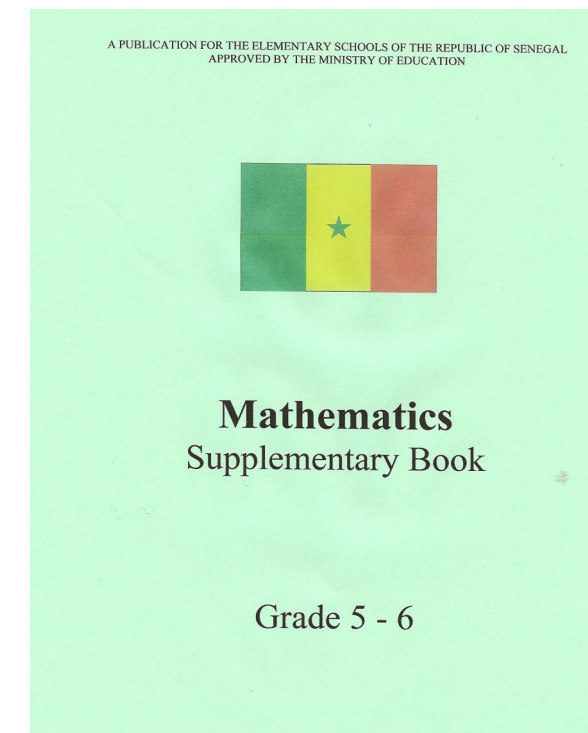 A PUBLICATION FOR THE ELEMENTARY SCHOOLS OF THE REPUBLIC OF SENEGAL
APPROVED BY THE MINISTRY OF EDUCATION
Mathematics
Supplementary Book
Grade 5 - 6